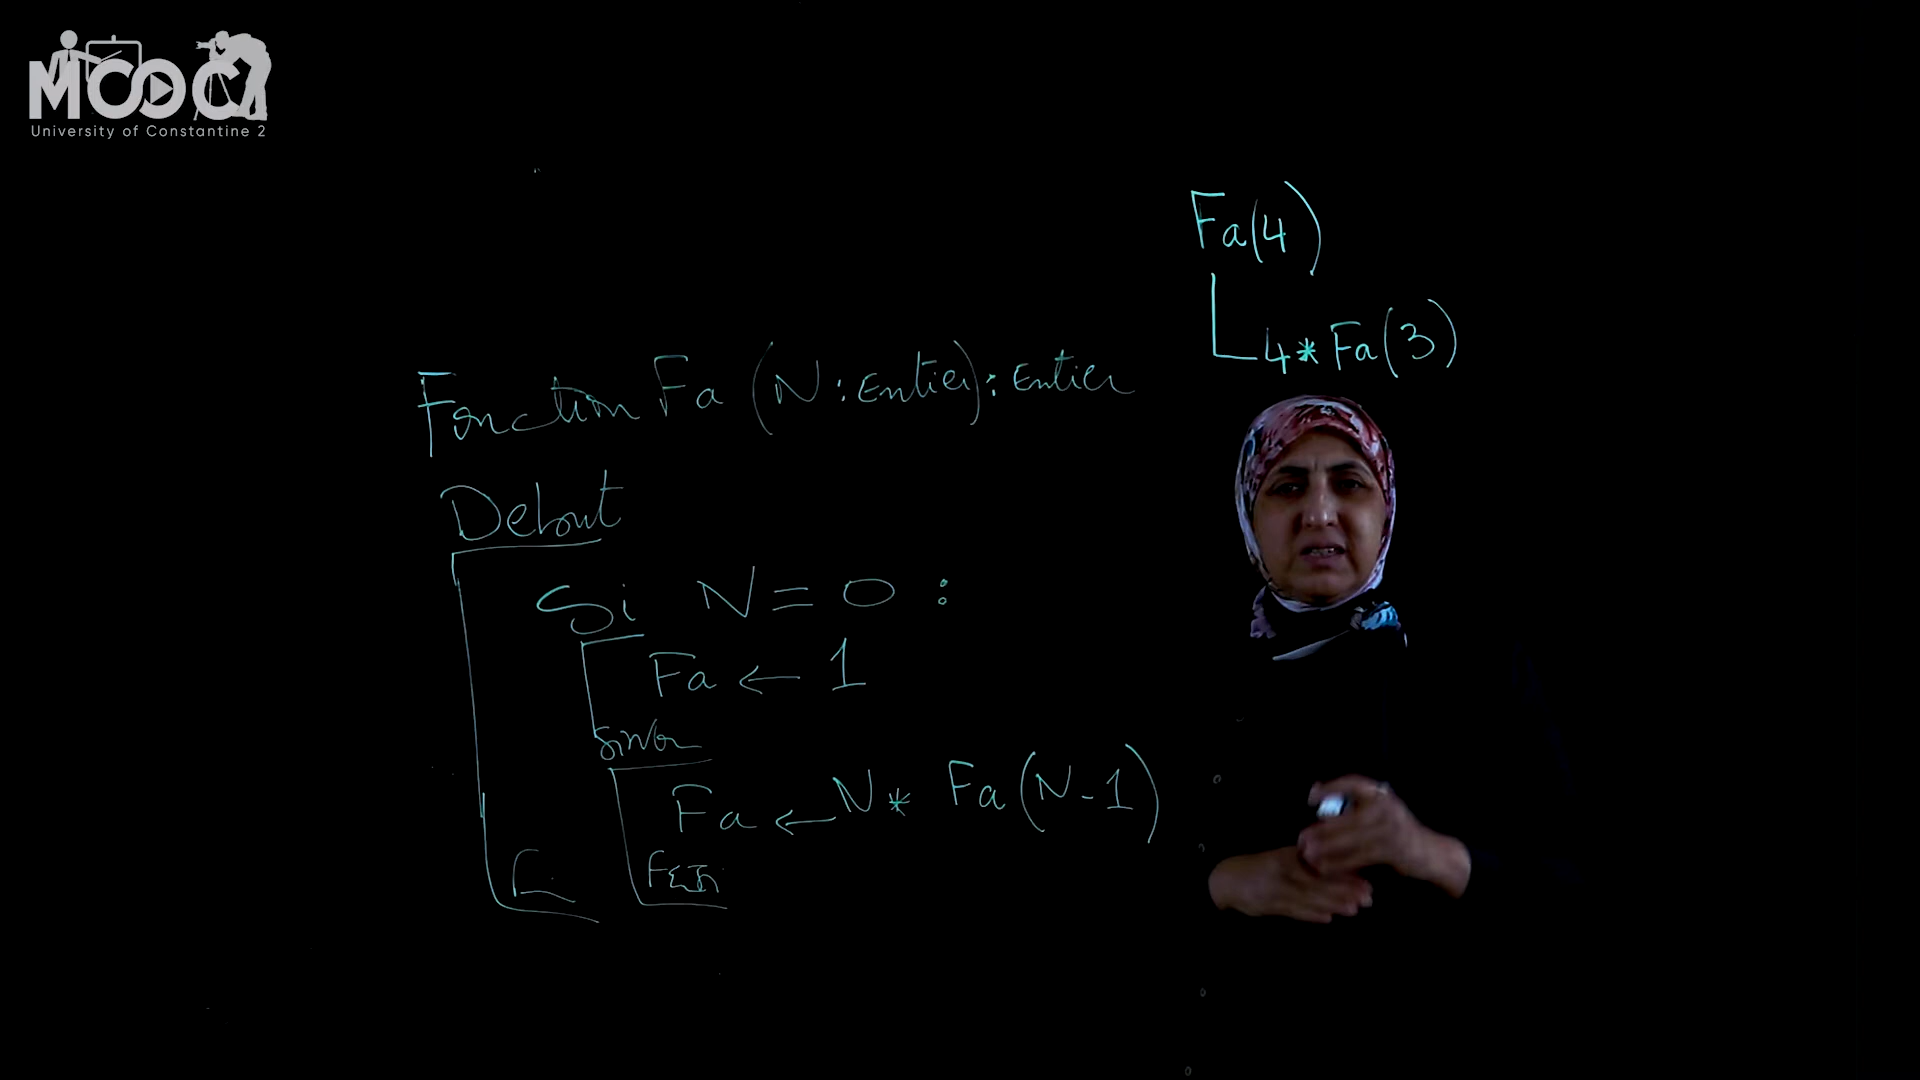 MOOC
University of Constantine 2
Fa(4)
4 * Fa(3)
Fonction Fa (N : Entier) : Entier
Debut
Si N = 0 :
Fa ← 1
Sinon
Fa ← N * Fa(N-1)
Fin